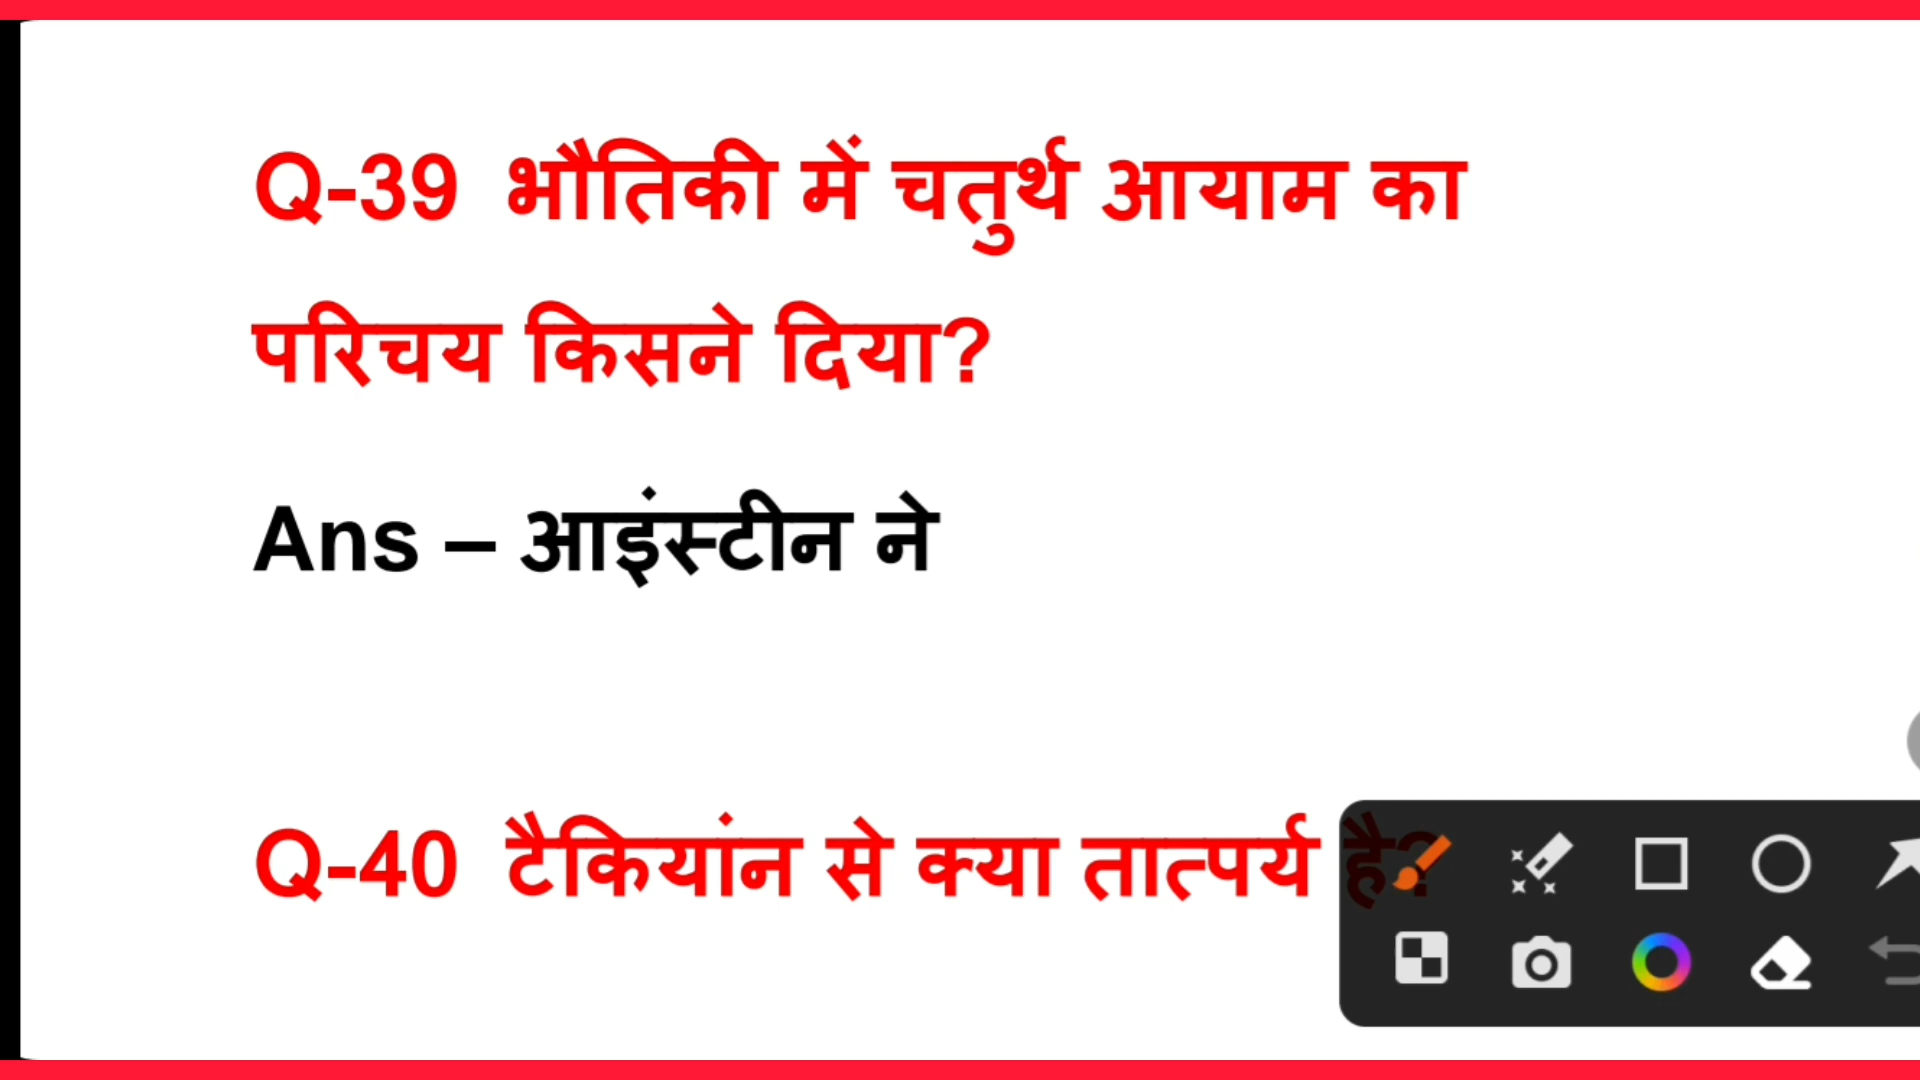 Q-39 भौतिकी में चतुर्थ आयाम का
परिचय किसने दिया?
Ans – आइंस्टीन ने
Q-40 टैकियांन से क्या तात्पर्य है?